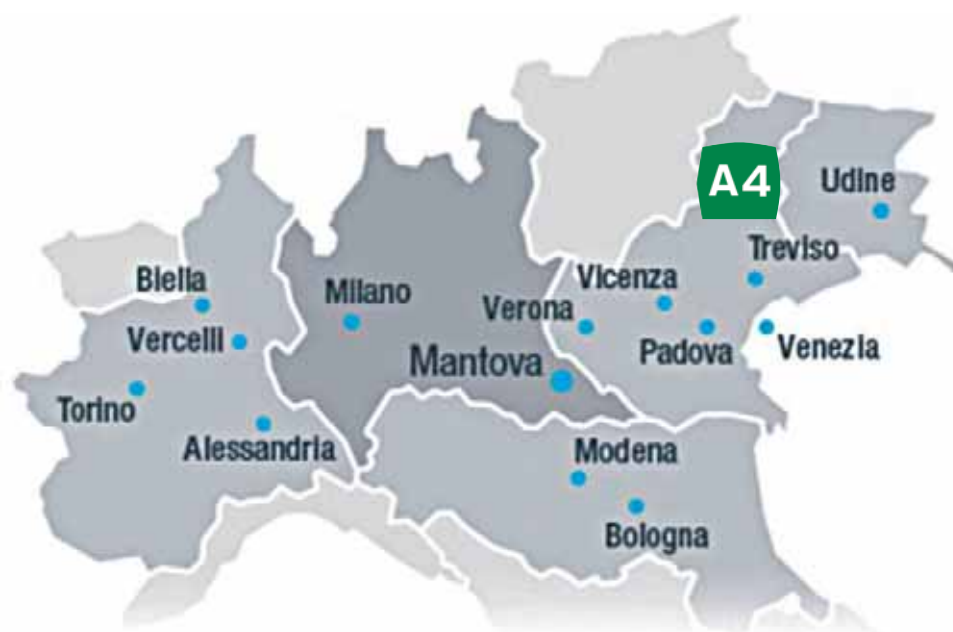 A4
Udine
Treviso
Biella
Vicenza
Milano
Verona
Vercelli
Padova
Venezia
Mantova
Torino
Alessandria
Modena
Bologna